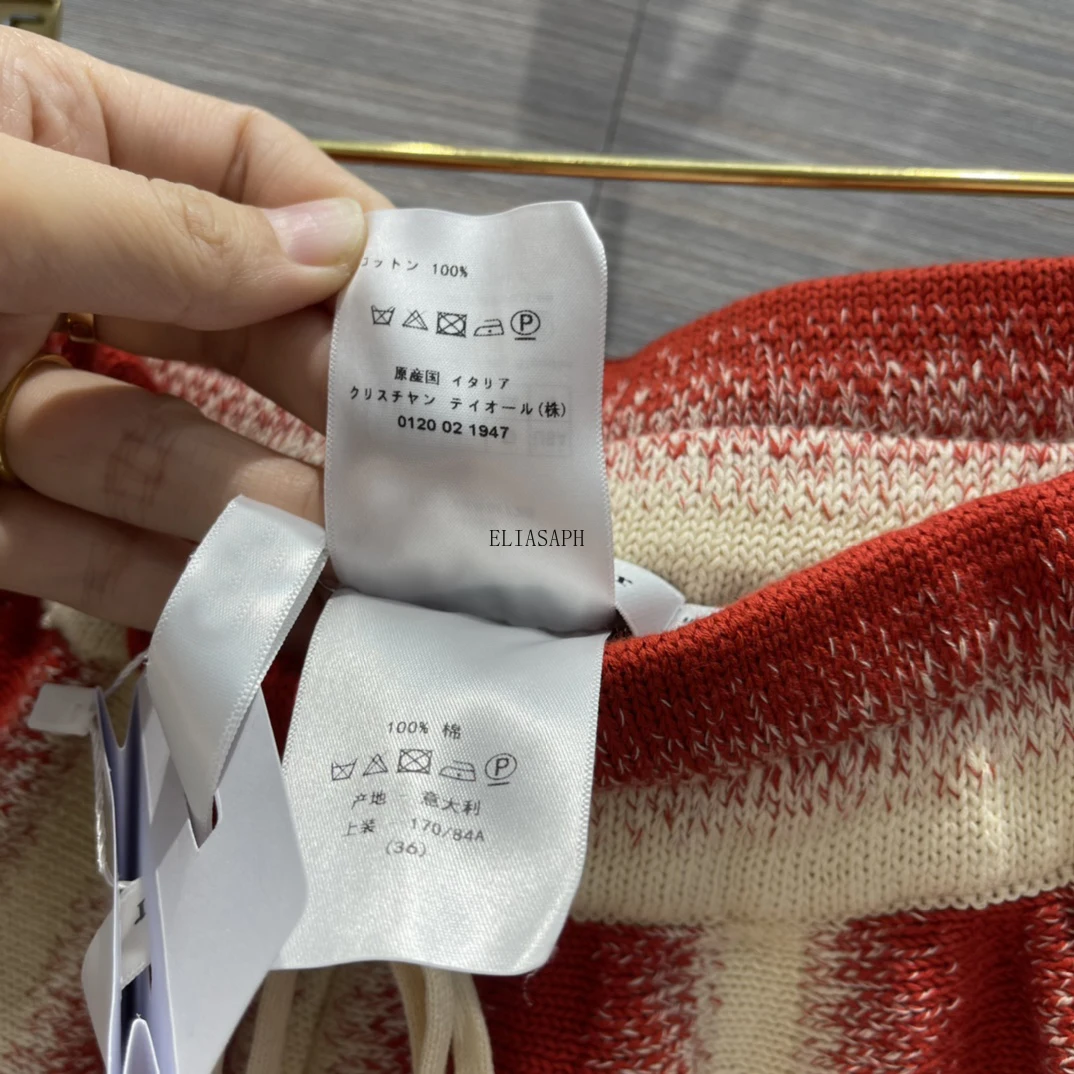 コットン 100%
P
原産国 イタリア
クリスチャン テイオール(株)
0120 02 1947
ELIASAPH
100% 棉
P
产地 - 意大利
上装 - 170/84A
(36)